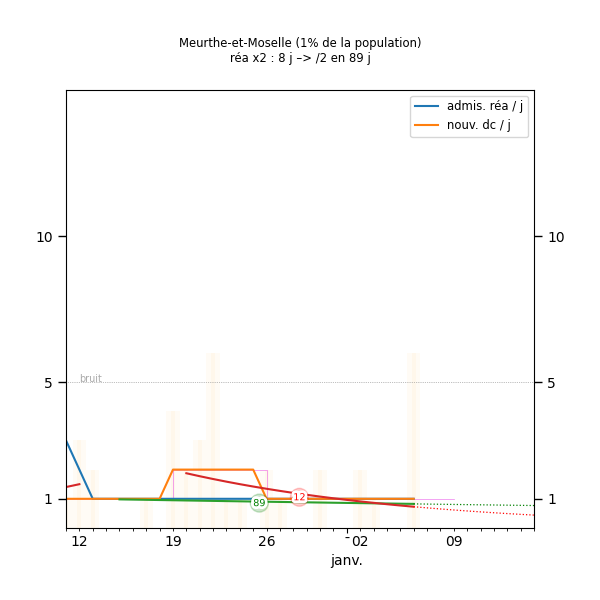 Meurthe-et-Moselle (1% de la population)
réa x2 : 8 j –> /2 en 89 j
admis. réa / j
nouv. dc / j
10
10
bruit
5
5
89
12
1
1
12
19
26
02
09
janv.